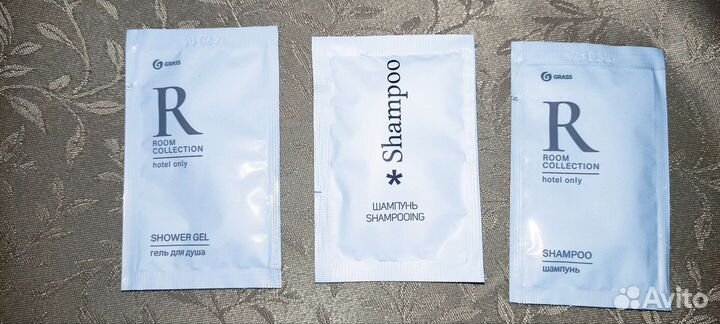 GRASS
R
ROOM
COLLECTION
hotel only
SHOWER GEL
гель для душа
* Shampoo
ШАМПУНЬ
SHAMPOOING
GRASS
R
ROOM
COLLECTION
hotel only
SHAMPOO
шампунь
Avito